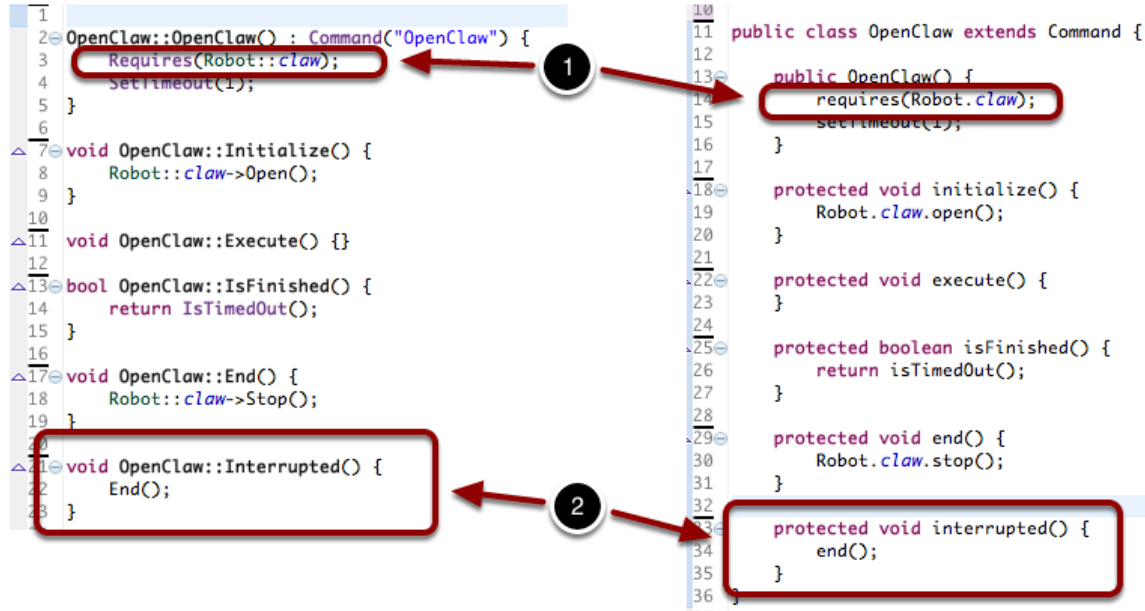 1
2 OpenClaw::OpenClaw() : Command("OpenClaw") {
3 Requires(Robot::claw);
4 SetTimeout(1);
5 }
6
7 void OpenClaw::Initialize() {
8 Robot::claw->Open();
9 }
10
11 void OpenClaw::Execute() {}
12
13 bool OpenClaw::IsFinished() {
14 return IsTimedOut();
15 }
16
17 void OpenClaw::End() {
18 Robot::claw->Stop();
19 }
20
21 void OpenClaw::Interrupted() {
22 End();
23 }
1
2
10
11 public class OpenClaw extends Command {
12
13 public OpenClaw() {
14 requires(Robot.claw);
15 setTimeout(1);
16 }
17
18 protected void initialize() {
19 Robot.claw.open();
20 }
21
22 protected void execute() {
23 }
24
25 protected boolean isFinished() {
26 return isTimedOut();
27 }
28
29 protected void end() {
30 Robot.claw.stop();
31 }
32
33 protected void interrupted() {
34 end();
35 }
36 }